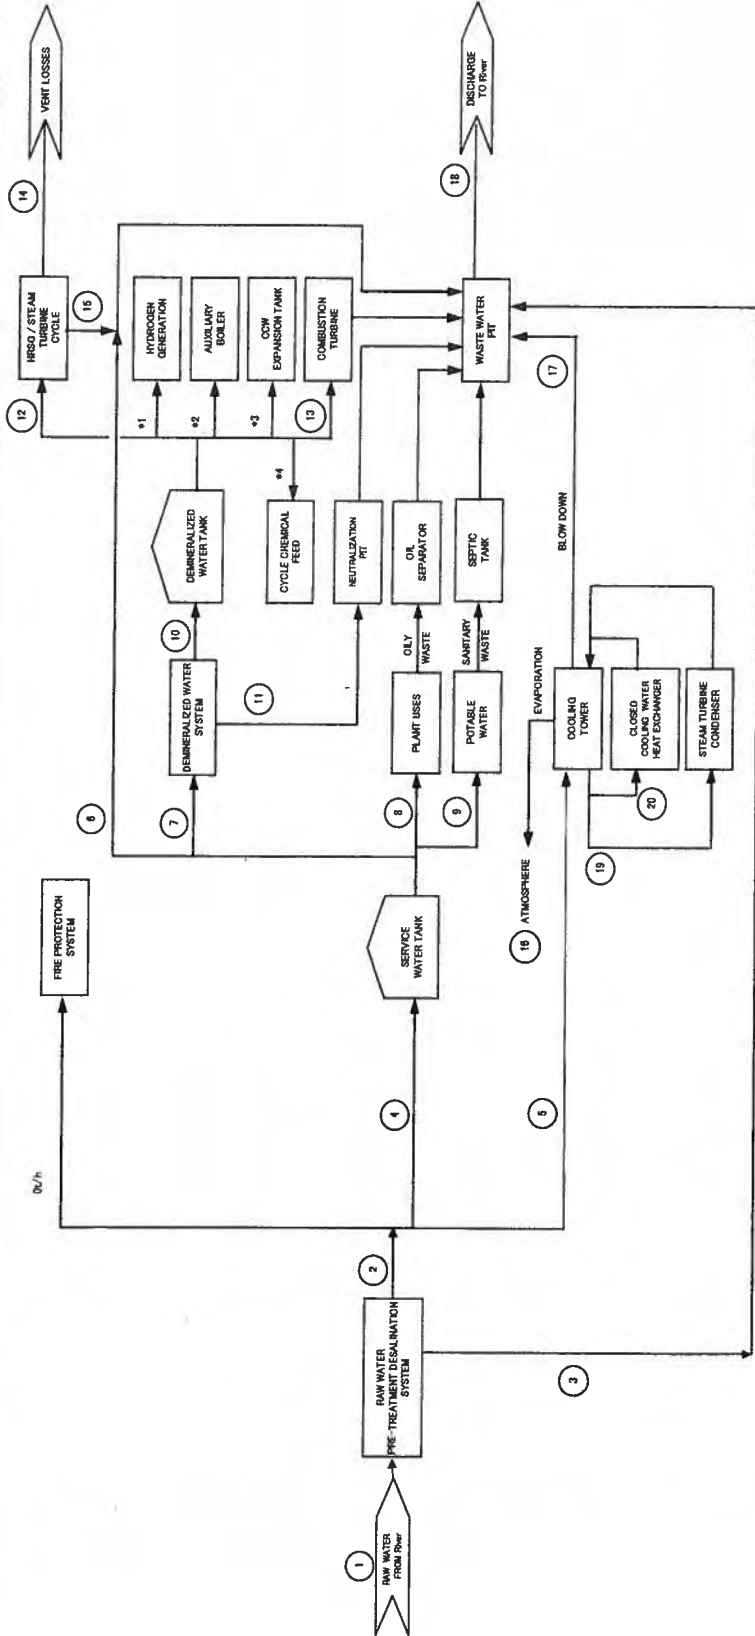 1
RAW WATER
FROM River
RAW WATER
PRE-TREATMENT DESALINATION
SYSTEM
2
3
0t/h
4
5
FIRE PROTECTION
SYSTEM
SERVICE
WATER TANK
6
7
8
9
DEMINERALIZED WATER
SYSTEM
10
11
DEMINERALIZED
WATER TANK
PLANT USES
OILY
WASTE
OIL
SEPARATOR
POTABLE
WATER
SANITARY
WASTE
SEPTIC
TANK
NEUTRALIZATION
PIT
CYCLE CHEMICAL
FEED
12
*1
*2
*3
*4
13
HRSG / STEAM
TURBINE
CYCLE
14
VENT LOSSES
15
HYDROGEN
GENERATION
AUXILIARY
BOILER
CCW
EXPANSION TANK
COMBUSTION
TURBINE
WASTE WATER
PIT
18
DISCHARGE
TO River
16
ATMOSPHERE
EVAPORATION
COOLING
TOWER
BLOW DOWN
17
19
20
CLOSED
COOLING WATER
HEAT EXCHANGER
STEAM TURBINE
CONDENSER